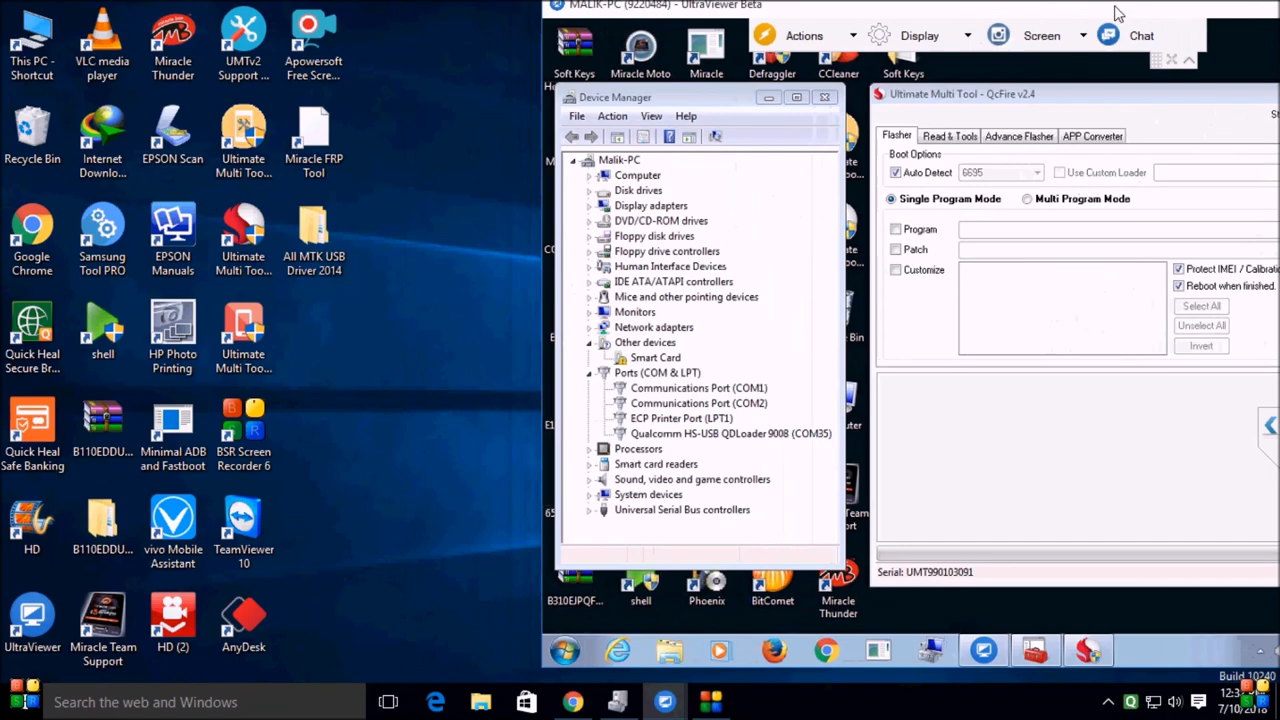 This PC -
Shortcut
VLC media
player
Miracle
Thunder
UMTv2
Support ...
Apowersoft
Free Scree...
Recycle Bin
Internet
Downlo...
EPSON Scan
Ultimate
Multi Too...
Miracle FRP
Tool
Google
Chrome
Samsung
Tool PRO
EPSON
Manuals
Ultimate
Multi Too...
All MTK USB
Driver 2014
Quick Heal
Secure Br...
shell
HP Photo
Printing
Ultimate
Multi Too...
Quick Heal
Safe Banking
B110EDDU...
Minimal ADB
and Fastboot
BSR Screen
Recorder 6
HD
B110EDDU...
vivo Mobile
Assistant
TeamViewer
10
UltraViewer
Miracle Team
Support
HD (2)
AnyDesk
MALIK-PC (9220484) - UltraViewer Beta
Actions
Display
Screen
Chat
Soft Keys
Miracle Moto
Miracle
Defraggler
CCleaner
Soft Keys
Device Manager
File Action View Help
Malik-PC
Computer
Disk drives
Display adapters
DVD/CD-ROM drives
Floppy disk drives
Floppy drive controllers
Human Interface Devices
IDE ATA/ATAPI controllers
Mice and other pointing devices
Monitors
Network adapters
Other devices
Smart Card
Ports (COM & LPT)
Communications Port (COM1)
Communications Port (COM2)
ECP Printer Port (LPT1)
Qualcomm HS-USB QDLoader 9008 (COM35)
Processors
Smart card readers
Sound, video and game controllers
System devices
Universal Serial Bus controllers
Ultimate Multi Tool - QcFire v2.4
Flasher Read & Tools Advance Flasher APP Converter
Boot Options
Auto Detect 6695 Use Custom Loader
Single Program Mode Multi Program Mode
Program
Patch
Customize
Protect IMEI / Calibratio
Reboot when finished.
Select All
Unselect All
Invert
Serial: UMT990103091
B310EJPQF...
shell
Phoenix
BitComet
Miracle
Thunder
Build 10240
Search the web and Windows
7/10/2018